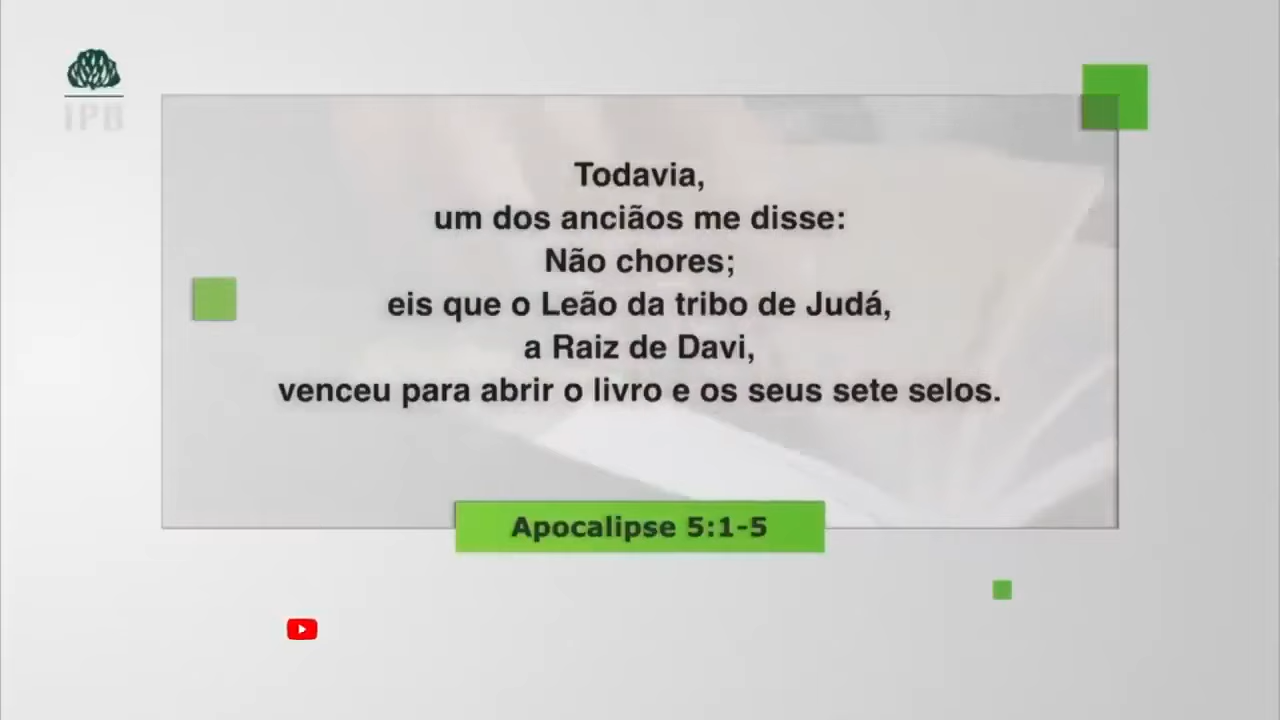 IPB
Todavia,
um dos anciãos me disse:
Não chores;
eis que o Leão da tribo de Judá,
a Raiz de Davi,
venceu para abrir o livro e os seus sete selos.
Apocalipse 5:1-5